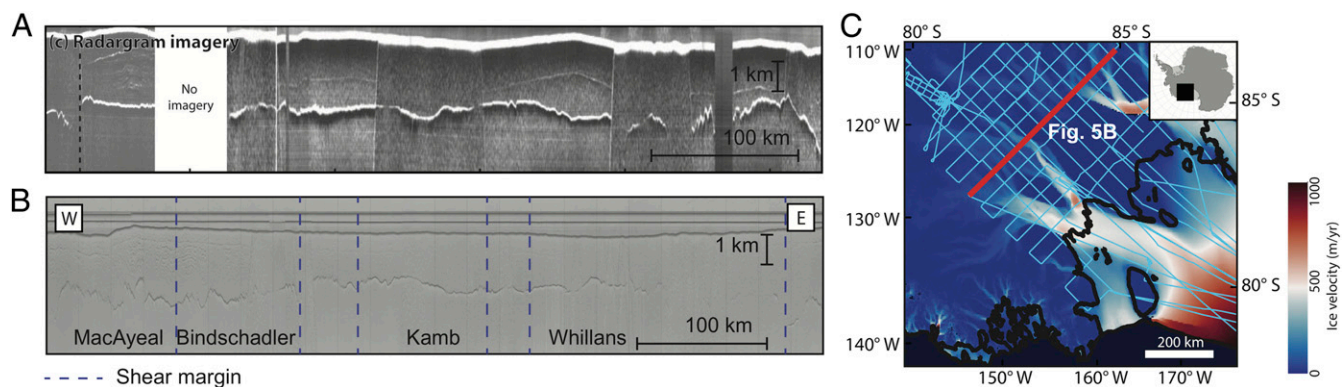 A
(c) Radargram imagery
No
imagery
1 km
100 km
B
W
E
1 km
100 km
MacAyeal
Bindschadler
Kamb
Whillans
Shear margin
C
80° S
85° S
110° W
120° W
130° W
140° W
85° S
80° S
Fig. 5B
200 km
150° W
160° W
170° W
1000
500
0
Ice velocity (m/yr)